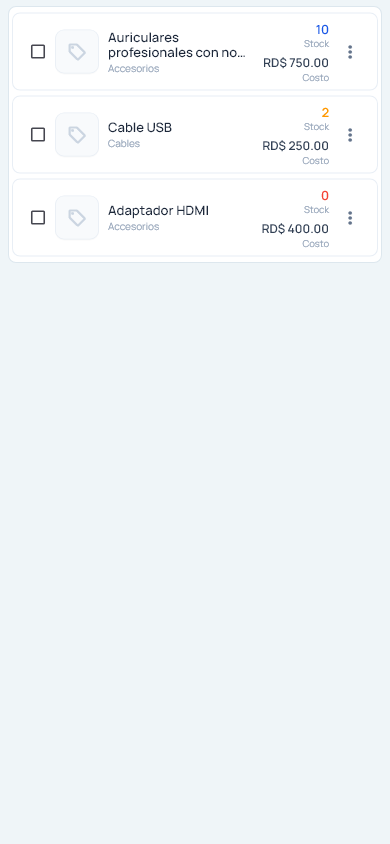 Auriculares
profesionales con no...
Accesorios
10
Stock
RD$ 750.00
Costo
Cable USB
Cables
2
Stock
RD$ 250.00
Costo
Adaptador HDMI
Accesorios
0
Stock
RD$ 400.00
Costo